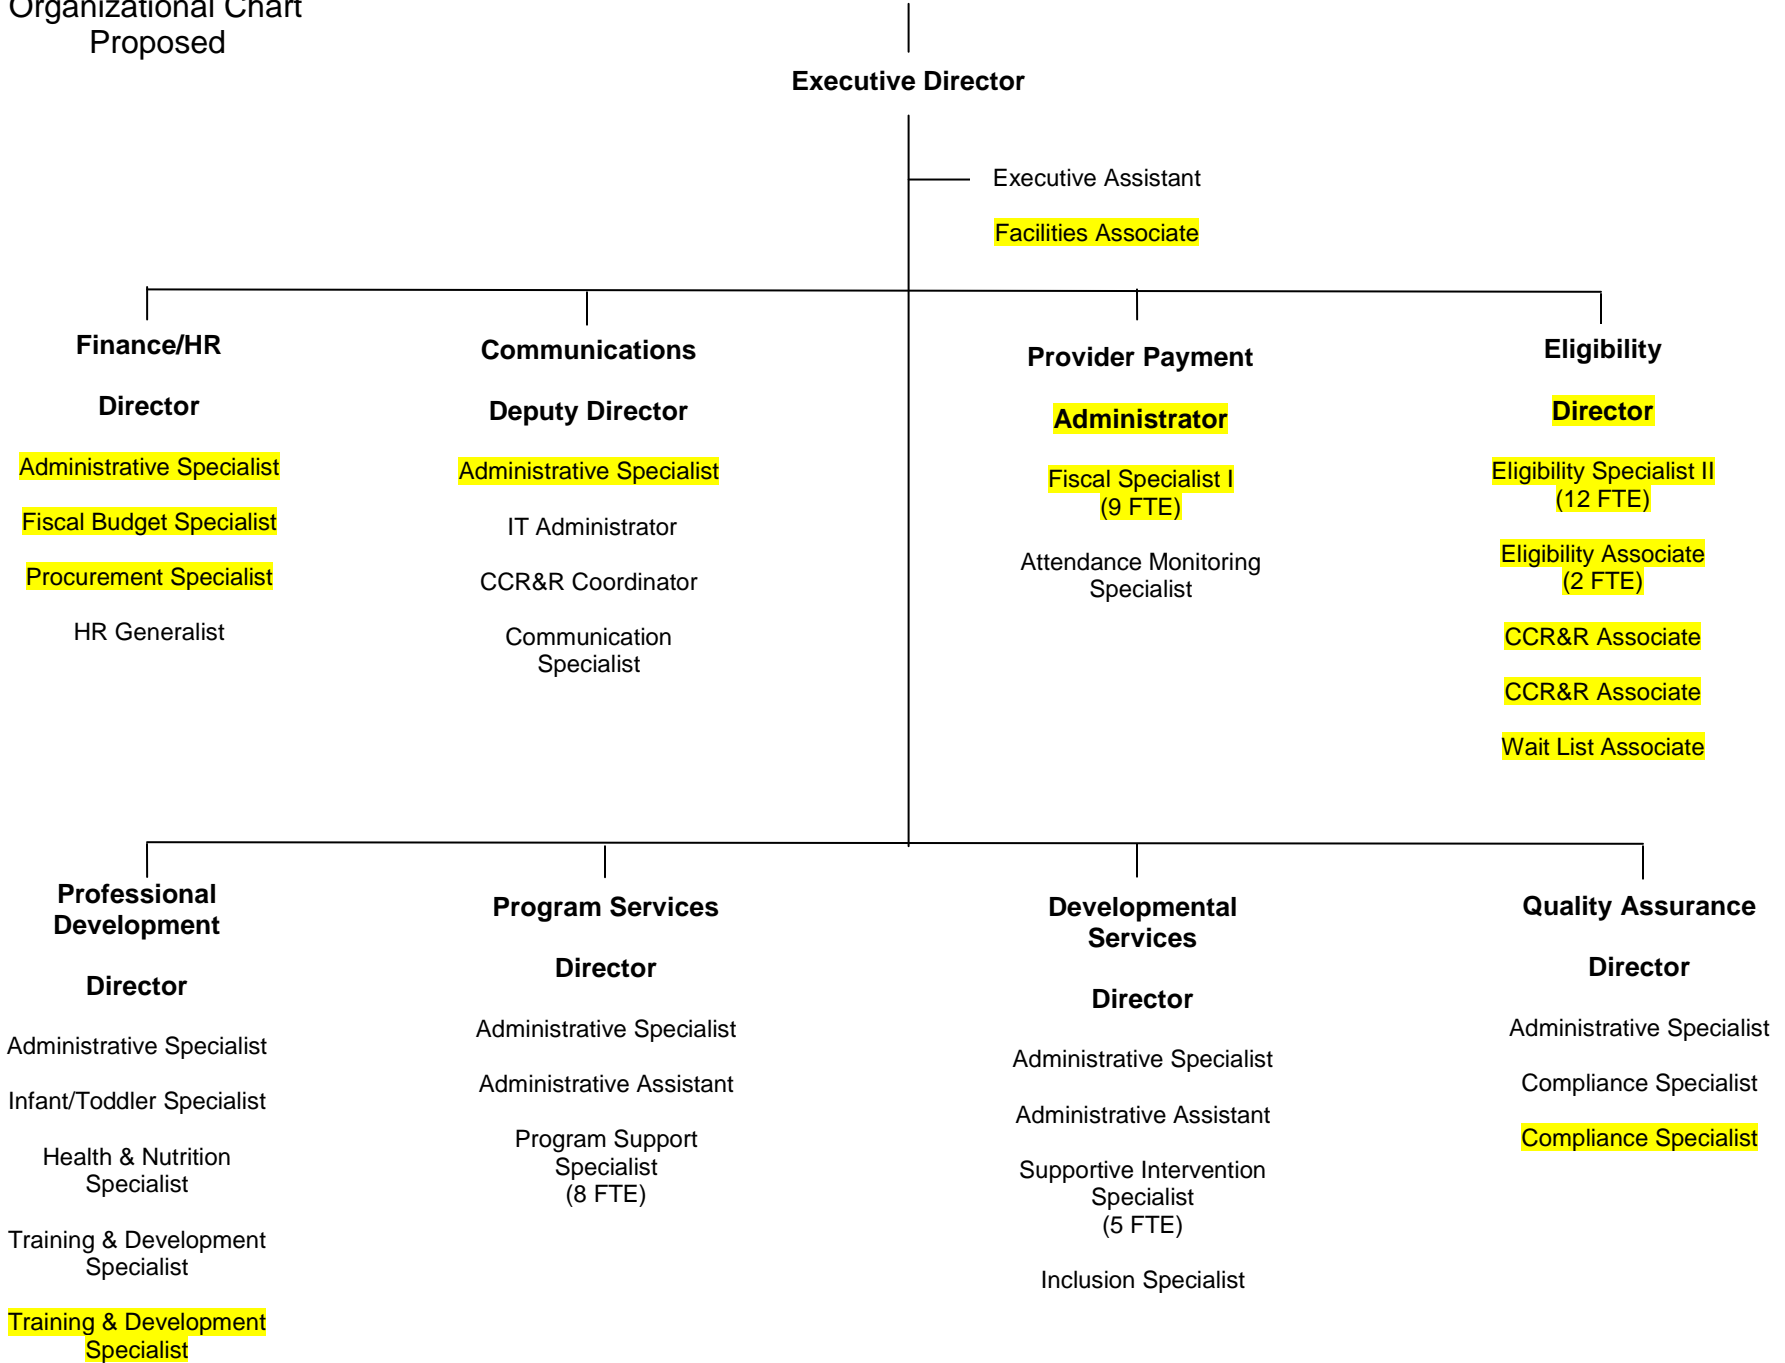 Organizational Chart
Proposed
Executive Director
Executive Assistant
Facilities Associate
Finance/HR
Director
Administrative Specialist
Fiscal Budget Specialist
Procurement Specialist
HR Generalist
Communications
Deputy Director
Administrative Specialist
IT Administrator
CCR&R Coordinator
Communication
Specialist
Provider Payment
Administrator
Fiscal Specialist I
(9 FTE)
Attendance Monitoring
Specialist
Eligibility
Director
Eligibility Specialist II
(12 FTE)
Eligibility Associate
(2 FTE)
CCR&R Associate
CCR&R Associate
Wait List Associate
Professional
Development
Director
Administrative Specialist
Infant/Toddler Specialist
Health & Nutrition
Specialist
Training & Development
Specialist
Training & Development
Specialist
Program Services
Director
Administrative Specialist
Administrative Assistant
Program Support
Specialist
(8 FTE)
Developmental
Services
Director
Administrative Specialist
Administrative Assistant
Supportive Intervention
Specialist
(5 FTE)
Inclusion Specialist
Quality Assurance
Director
Administrative Specialist
Compliance Specialist
Compliance Specialist